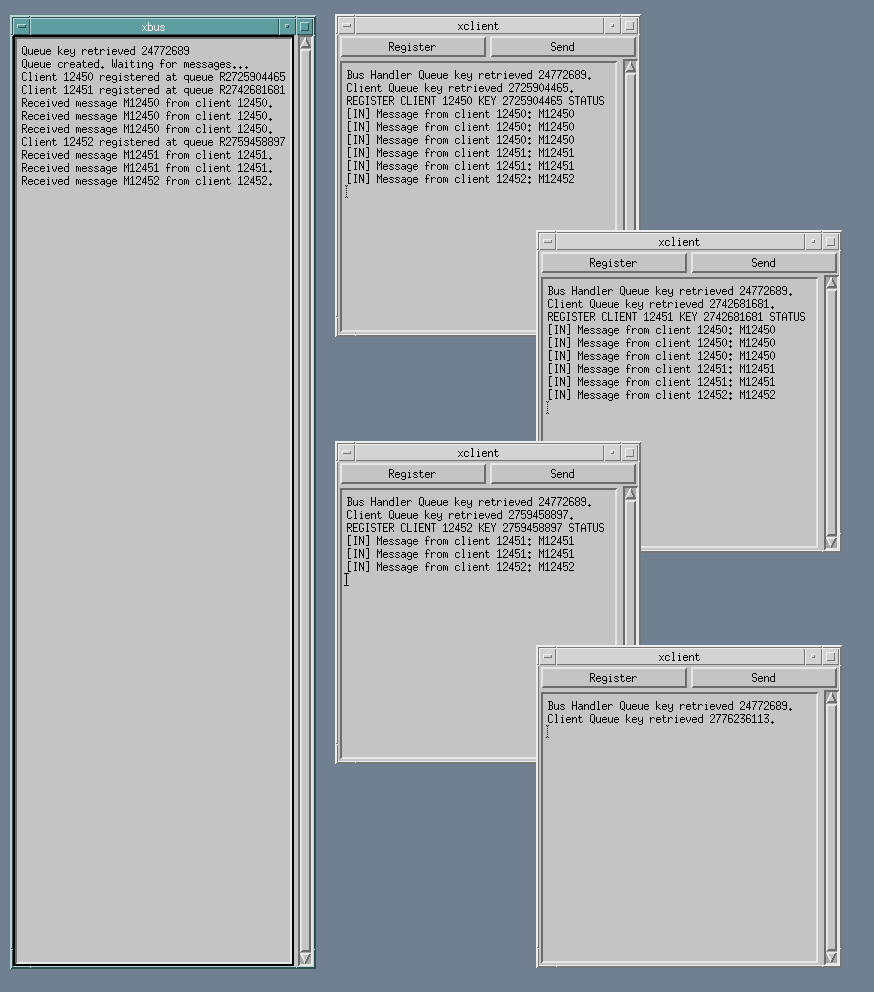 xbus
Queue key retrieved 24772689
Queue created. Waiting for messages...
Client 12450 registered at queue R2725904465
Client 12451 registered at queue R2742681681
Received message M12450 from client 12450.
Received message M12450 from client 12450.
Received message M12450 from client 12450.
Client 12452 registered at queue R2759458897
Received message M12451 from client 12451.
Received message M12451 from client 12451.
Received message M12452 from client 12452.
xclient
Register Send
Bus Handler Queue key retrieved 24772689.
Client Queue key retrieved 2725904465.
REGISTER CLIENT 12450 KEY 2725904465 STATUS
[IN] Message from client 12450: M12450
[IN] Message from client 12450: M12450
[IN] Message from client 12450: M12450
[IN] Message from client 12451: M12451
[IN] Message from client 12451: M12451
[IN] Message from client 12452: M12452
xclient
Register Send
Bus Handler Queue key retrieved 24772689.
Client Queue key retrieved 2742681681.
REGISTER CLIENT 12451 KEY 2742681681 STATUS
[IN] Message from client 12450: M12450
[IN] Message from client 12450: M12450
[IN] Message from client 12450: M12450
[IN] Message from client 12451: M12451
[IN] Message from client 12451: M12451
[IN] Message from client 12452: M12452
xclient
Register Send
Bus Handler Queue key retrieved 24772689.
Client Queue key retrieved 2759458897.
REGISTER CLIENT 12452 KEY 2759458897 STATUS
[IN] Message from client 12451: M12451
[IN] Message from client 12451: M12451
[IN] Message from client 12452: M12452
xclient
Register Send
Bus Handler Queue key retrieved 24772689.
Client Queue key retrieved 2776236113.